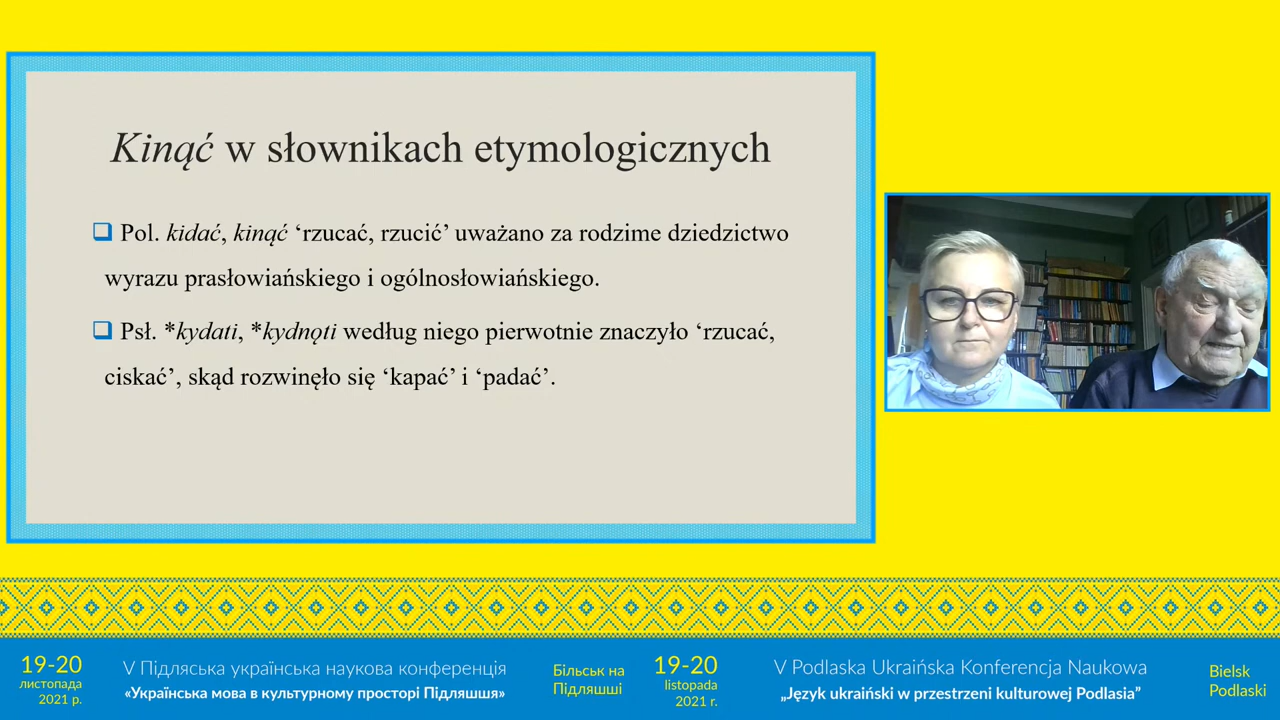 Kinąć w słownikach etymologicznych
❑ Pol. kidać, kinąć ‘rzucać, rzucić’ uważano za rodzime dziedzictwo
wyrazu prasłowiańskiego i ogólnosłowiańskiego.
❑ Psł. *kydati, *kydnǫti według niego pierwotnie znaczyło ‘rzucać,
ciskać’, skąd rozwinęło się ‘kapać’ i ‘padać’.
19-20
листопада
2021 р.
V Підляська українська наукова конференція
«Українська мова в культурному просторі Підляшшя»
Більськ на
Підляшші
19-20
listopada
2021 r.
V Podlaska Ukraińska Konferencja Naukowa
„Język ukraiński w przestrzeni kulturowej Podlasia”
Bielsk
Podlaski